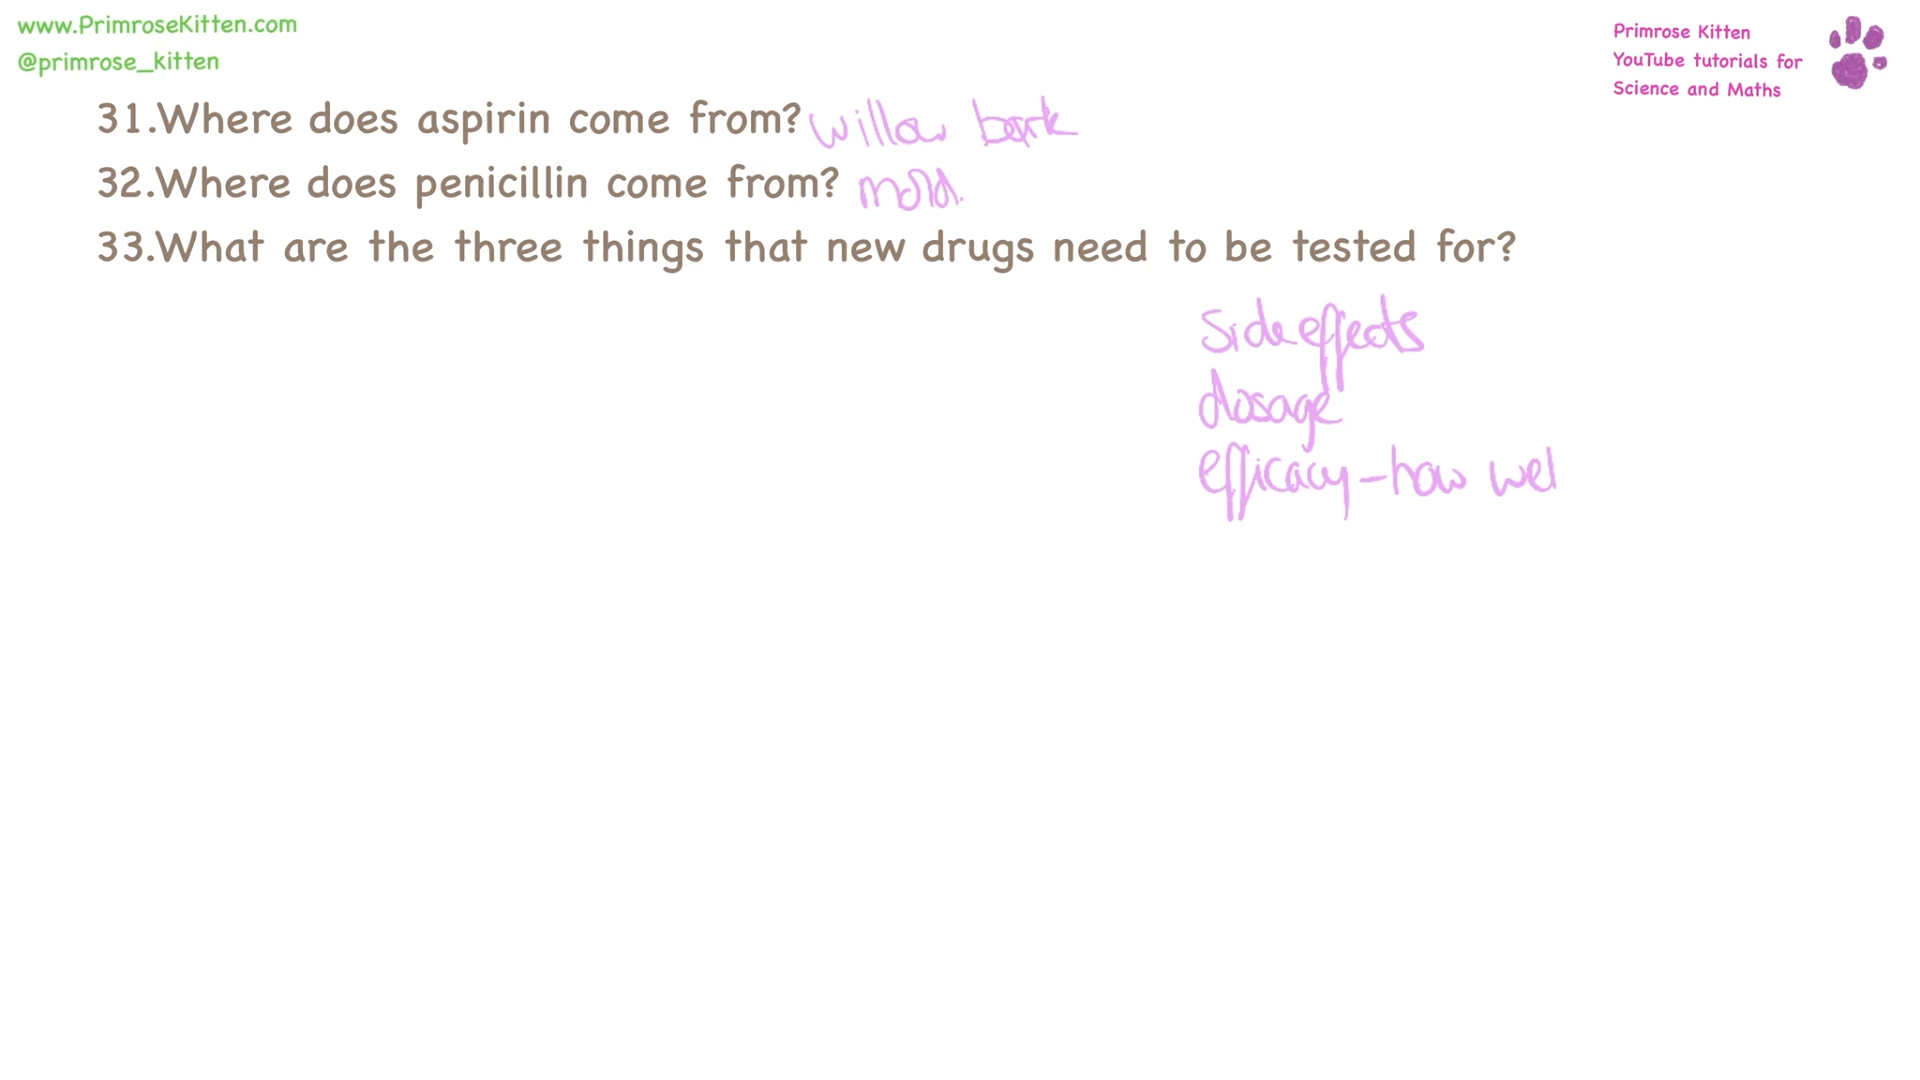 www.PrimroseKitten.com
@primrose_kitten
Primrose Kitten
YouTube tutorials for
Science and Maths
31.Where does aspirin come from? willow bark
32.Where does penicillin come from? mold.
33.What are the three things that new drugs need to be tested for?
Side effects
dosage
efficacy - how wel